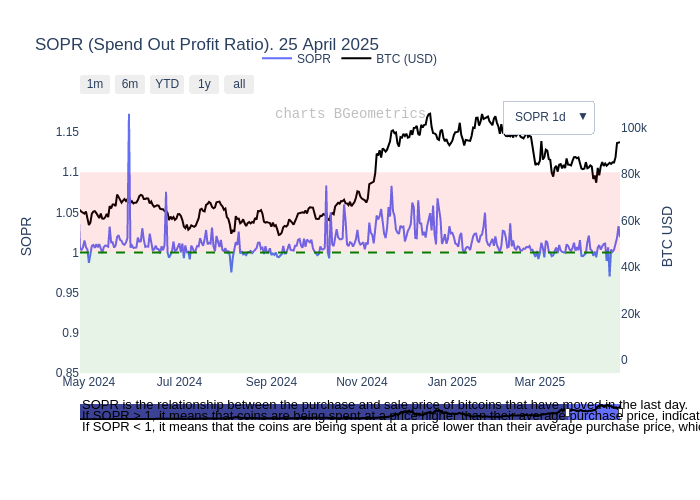 SOPR (Spend Out Profit Ratio). 25 April 2025
SOPR BTC (USD)
1m 6m YTD 1y all
charts BGeometrics
SOPR 1d ▼
1.15
1.1
1.05
1
0.95
0.9
0.85
SOPR
100k
80k
60k
40k
20k
0
BTC USD
May 2024 Jul 2024 Sep 2024 Nov 2024 Jan 2025 Mar 2025
SOPR is the relationship between the purchase and sale price of bitcoins that have moved in the last day.
If SOPR > 1, it means that coins are being spent at a price higher than their average purchase price, indicat
If SOPR < 1, it means that the coins are being spent at a price lower than their average purchase price, whic